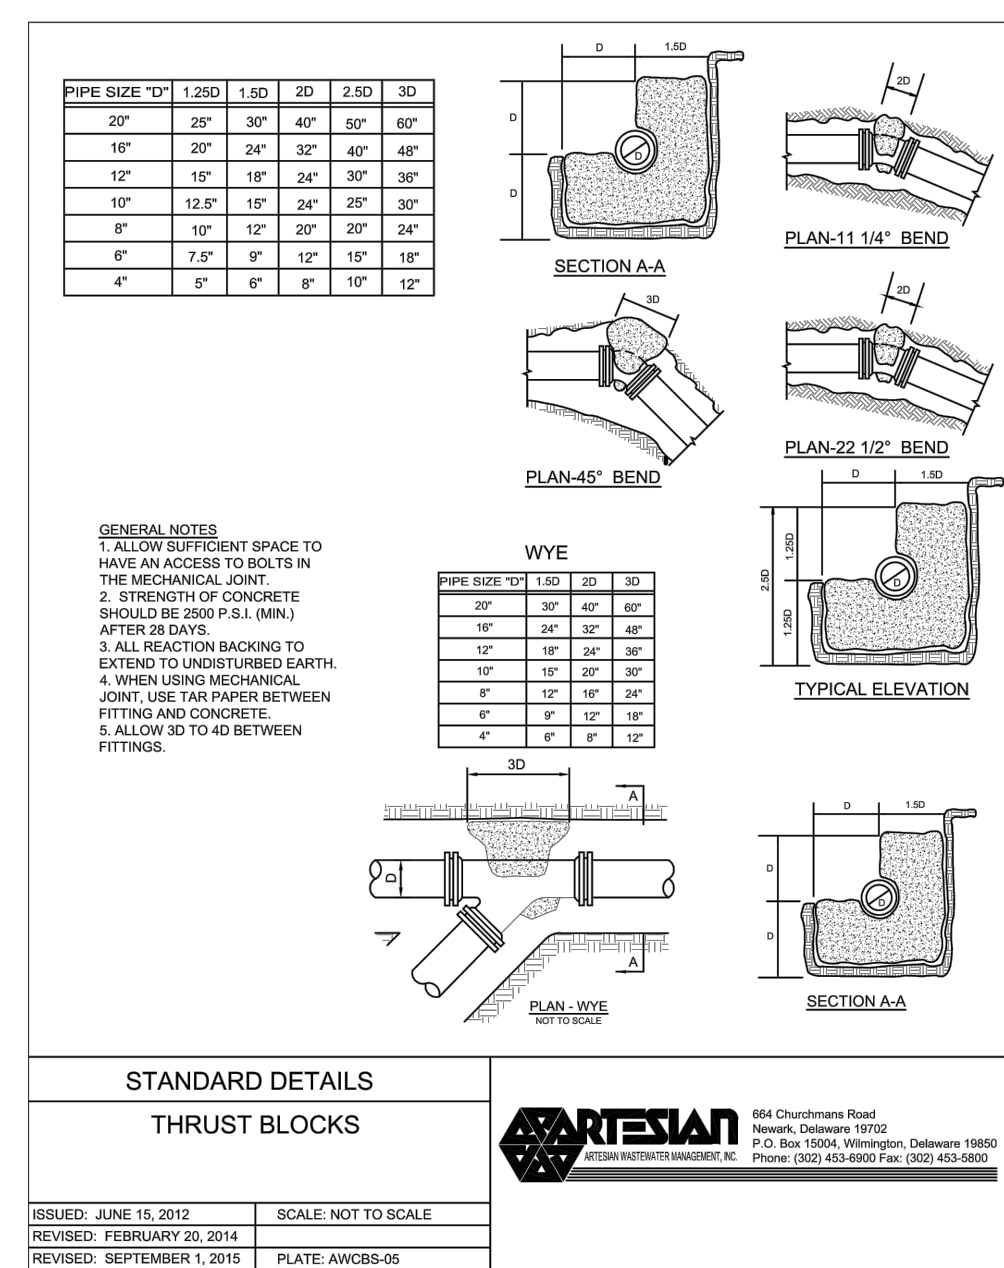 PIPE SIZE "D" 1.25D 1.5D 2D 2.5D 3D
20" 25" 30" 40" 50" 60"
16" 20" 24" 32" 40" 48"
12" 15" 18" 24" 30" 36"
10" 12.5" 15" 24" 25" 30"
8" 10" 12" 20" 20" 24"
6" 7.5" 9" 12" 15" 18"
4" 5" 6" 8" 10" 12"
D 1.5D
D
D
D
SECTION A-A
2D
PLAN-11 1/4° BEND
3D
PLAN-45° BEND
2D
PLAN-22 1/2° BEND
GENERAL NOTES
1. ALLOW SUFFICIENT SPACE TO
HAVE AN ACCESS TO BOLTS IN
THE MECHANICAL JOINT.
2. STRENGTH OF CONCRETE
SHOULD BE 2500 P.S.I. (MIN.)
AFTER 28 DAYS.
3. ALL REACTION BACKING TO
EXTEND TO UNDISTURBED EARTH.
4. WHEN USING MECHANICAL
JOINT, USE TAR PAPER BETWEEN
FITTING AND CONCRETE.
5. ALLOW 3D TO 4D BETWEEN
FITTINGS.
WYE
PIPE SIZE "D" 1.5D 2D 3D
20" 30" 40" 60"
16" 24" 32" 48"
12" 18" 24" 36"
10" 15" 20" 30"
8" 12" 16" 24"
6" 9" 12" 18"
4" 6" 8" 12"
D 1.5D
1.25D
2.5D
D
1.25D
TYPICAL ELEVATION
3D
A
D
A
PLAN - WYE
NOT TO SCALE
D 1.5D
D
D
D
SECTION A-A
STANDARD DETAILS
THRUST BLOCKS
ISSUED: JUNE 15, 2012 SCALE: NOT TO SCALE
REVISED: FEBRUARY 20, 2014
REVISED: SEPTEMBER 1, 2015 PLATE: AWCBS-05
ARTESIAN
ARTESIAN WASTEWATER MANAGEMENT, INC.
664 Churchmans Road
Newark, Delaware 19702
P.O. Box 15004, Wilmington, Delaware 19850
Phone: (302) 453-6900 Fax: (302) 453-5800